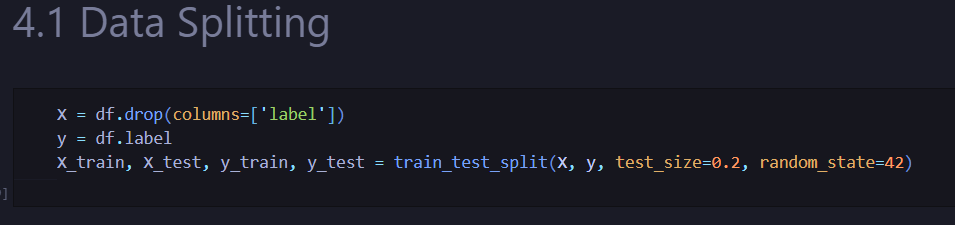 4.1 Data Splitting
X = df.drop(columns=['label'])
y = df.label
X_train, X_test, y_train, y_test = train_test_split(X, y, test_size=0.2, random_state=42)
]